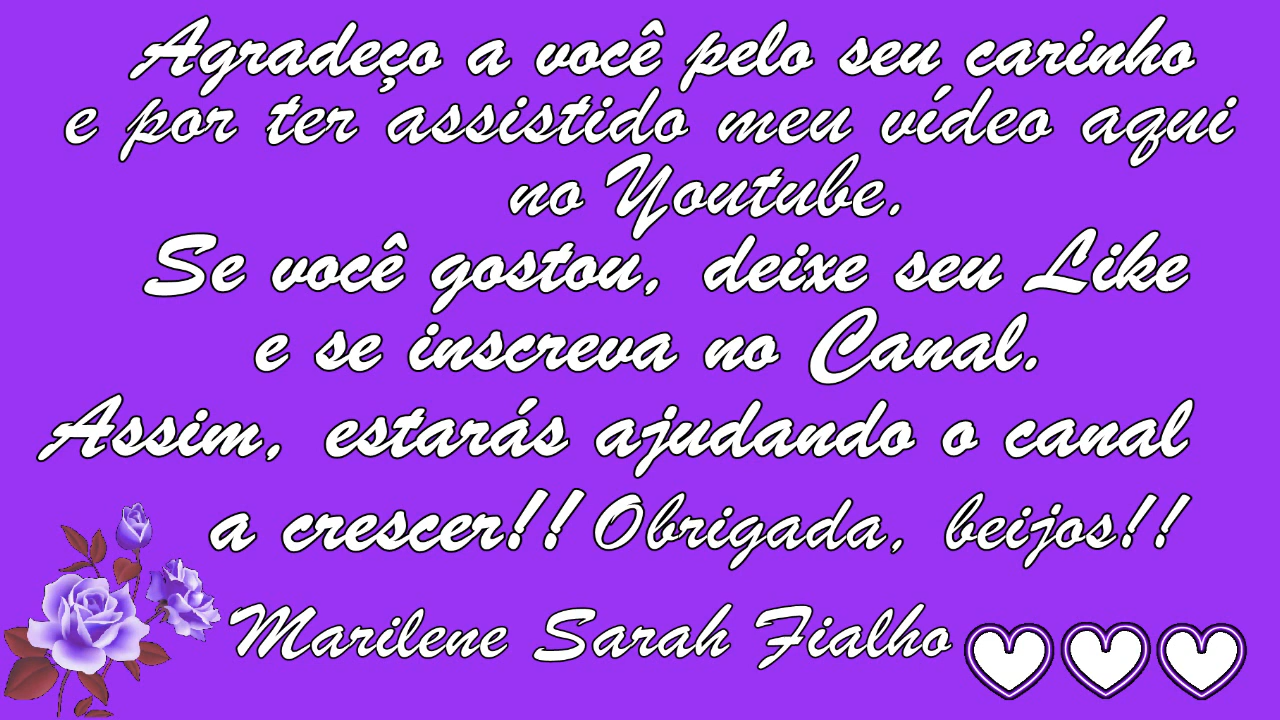 Agradeço a você pelo seu carinho
e por ter assistido meu vídeo aqui
no Youtube.
Se você gostou, deixe seu Like
e se inscreva no Canal.
Assim, estarás ajudando o canal
a crescer!! Obrigada, beijos!!
Marilene Sarah Fialho